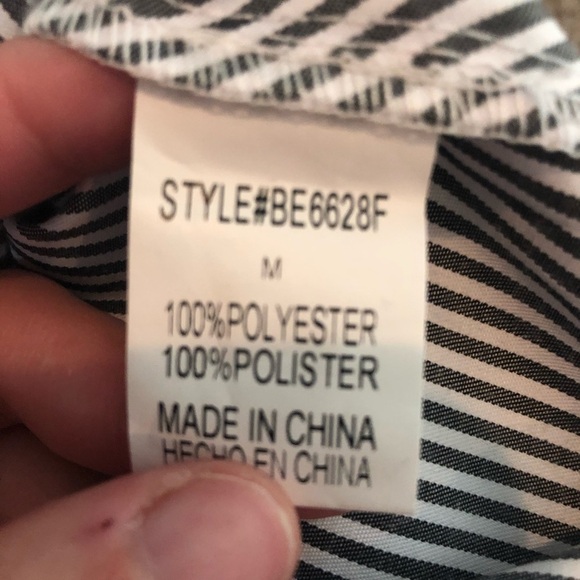 STYLE#BE6628F
M
100%POLYESTER
100%POLISTER
MADE IN CHINA
HECHO EN CHINA